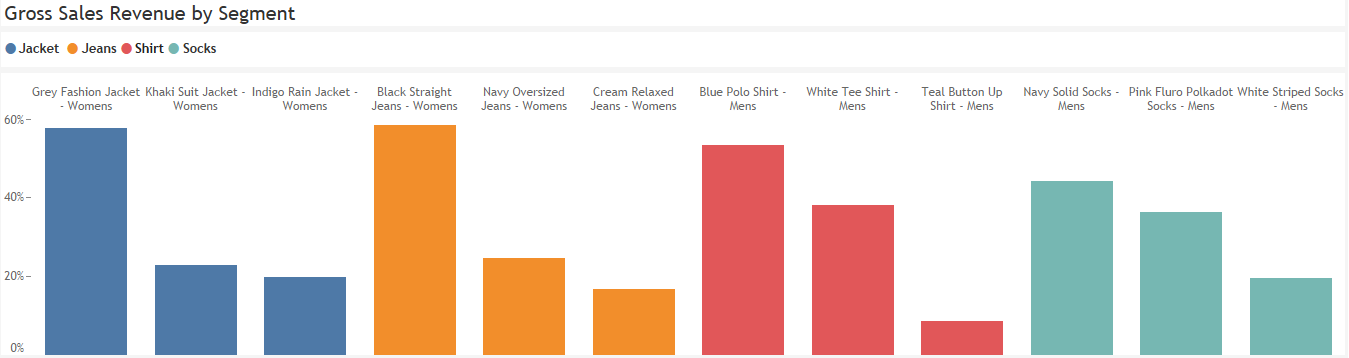 Gross Sales Revenue by Segment
Jacket Jeans Shirt Socks
Grey Fashion Jacket
- Womens
Khaki Suit Jacket -
Womens
Indigo Rain Jacket -
Womens
Black Straight
Jeans - Womens
Navy Oversized
Jeans - Womens
Cream Relaxed
Jeans - Womens
Blue Polo Shirt -
Mens
White Tee Shirt -
Mens
Teal Button Up
Shirt - Mens
Navy Solid Socks -
Mens
Pink Fluro Polkadot
Socks - Mens
White Striped Socks
- Mens
60%
40%
20%
0%